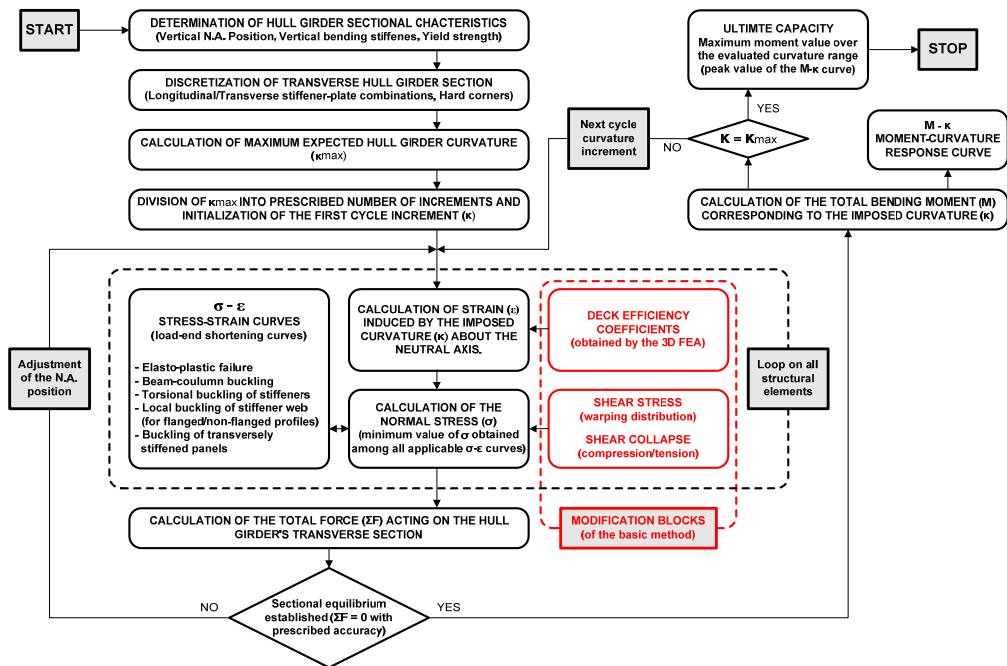 START
DETERMINATION OF HULL GIRDER SECTIONAL CHACTERISTICS
(Vertical N.A. Position, Vertical bending stiffenes, Yield strength)
DISCRETIZATION OF TRANSVERSE HULL GIRDER SECTION
(Longitudinal/Transverse stiffener-plate combinations, Hard corners)
CALCULATION OF MAXIMUM EXPECTED HULL GIRDER CURVATURE
(κmax)
DIVISION OF κmax INTO PRESCRIBED NUMBER OF INCREMENTS AND
INITIALIZATION OF THE FIRST CYCLE INCREMENT (κ)
ULTIMTE CAPACITY
Maximum moment value over
the evaluated curvature range
(peak value of the M-κ curve)
STOP
YES
Next cycle
curvature
increment
NO
K = Kmax
M - κ
MOMENT-CURVATURE
RESPONSE CURVE
CALCULATION OF THE TOTAL BENDING MOMENT (M)
CORRESPONDING TO THE IMPOSED CURVATURE (κ)
σ - ε
STRESS-STRAIN CURVES
(load-end shortening curves)
- Elasto-plastic failure
- Beam-coulumn buckling
- Torsional buckling of stiffeners
- Local buckling of stiffener web
(for flanged/non-flanged profiles)
- Buckling of transversely
stiffened panels
CALCULATION OF STRAIN (ε)
INDUCED BY THE IMPOSED
CURVATURE (κ) ABOUT THE
NEUTRAL AXIS.
DECK EFFICIENCY
COEFFICIENTS
(obtained by the 3D FEA)
Adjustment
of the N.A.
position
Loop on all
structural
elements
CALCULATION OF THE
NORMAL STRESS (σ)
(minimum value of σ obtained
among all applicable σ-ε curves)
SHEAR STRESS
(warping distribution)
SHEAR COLLAPSE
(compression/tension)
CALCULATION OF THE TOTAL FORCE (ΣF) ACTING ON THE HULL
GIRDER'S TRANSVERSE SECTION
MODIFICATION BLOCKS
(of the basic method)
NO
Sectional equilibrium
established (ΣF = 0 with
prescribed accuracy)
YES